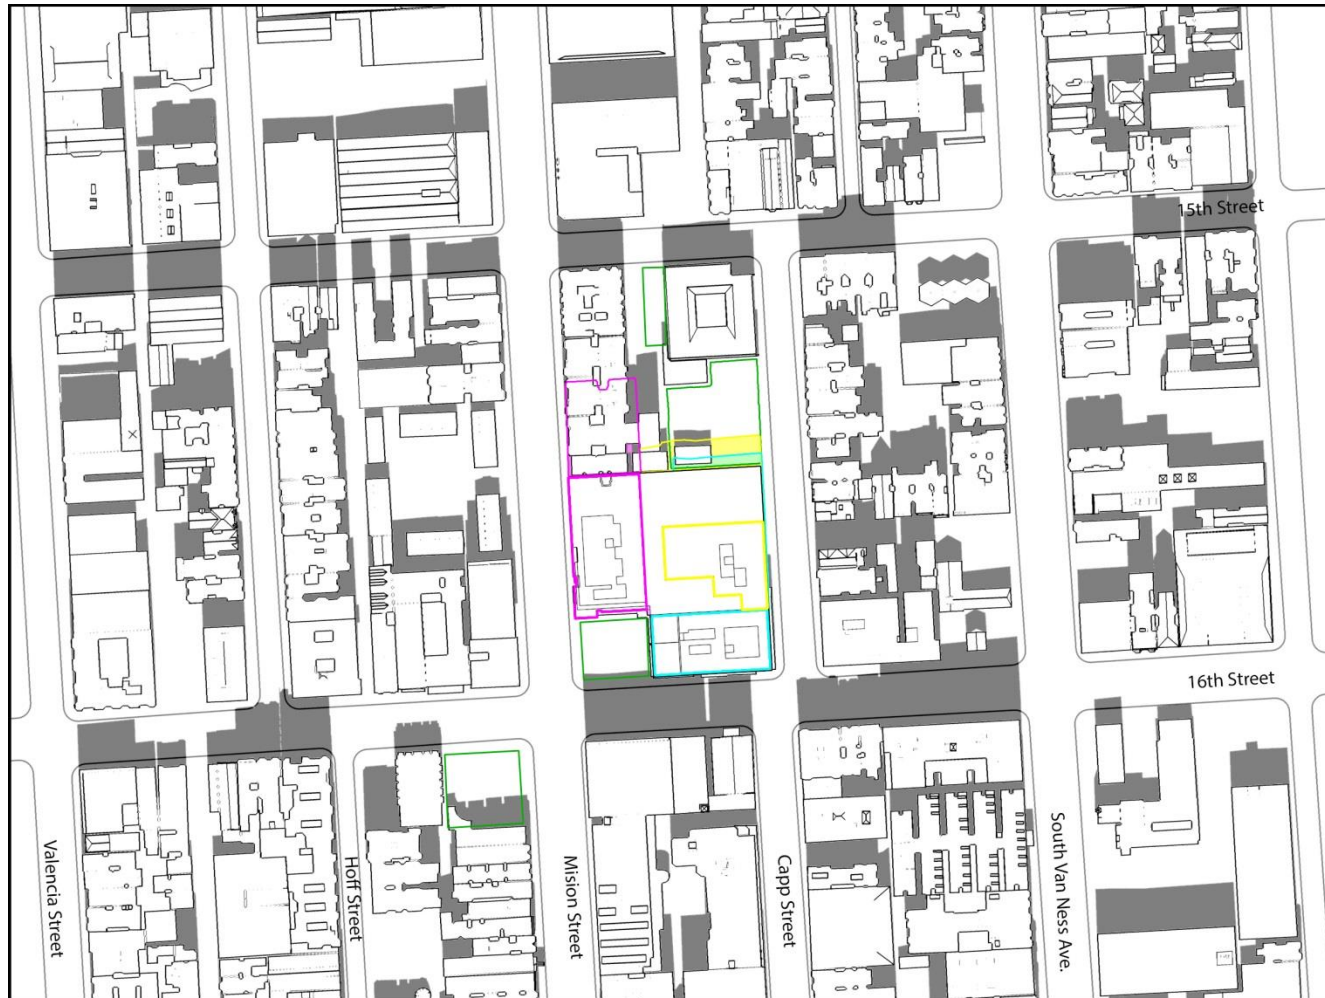 15th Street
16th Street
Valencia Street
Hoff Street
Mision Street
Capp Street
South Van Ness Ave.